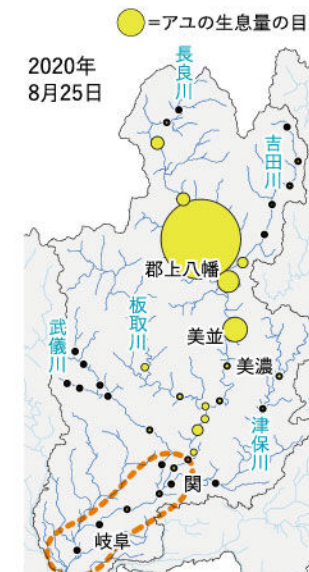 =アユの生息量の目
2020年
8月25日
長良川
吉田川
郡上八幡
板取川
美並
武儀川
美濃
津保川
関
岐阜